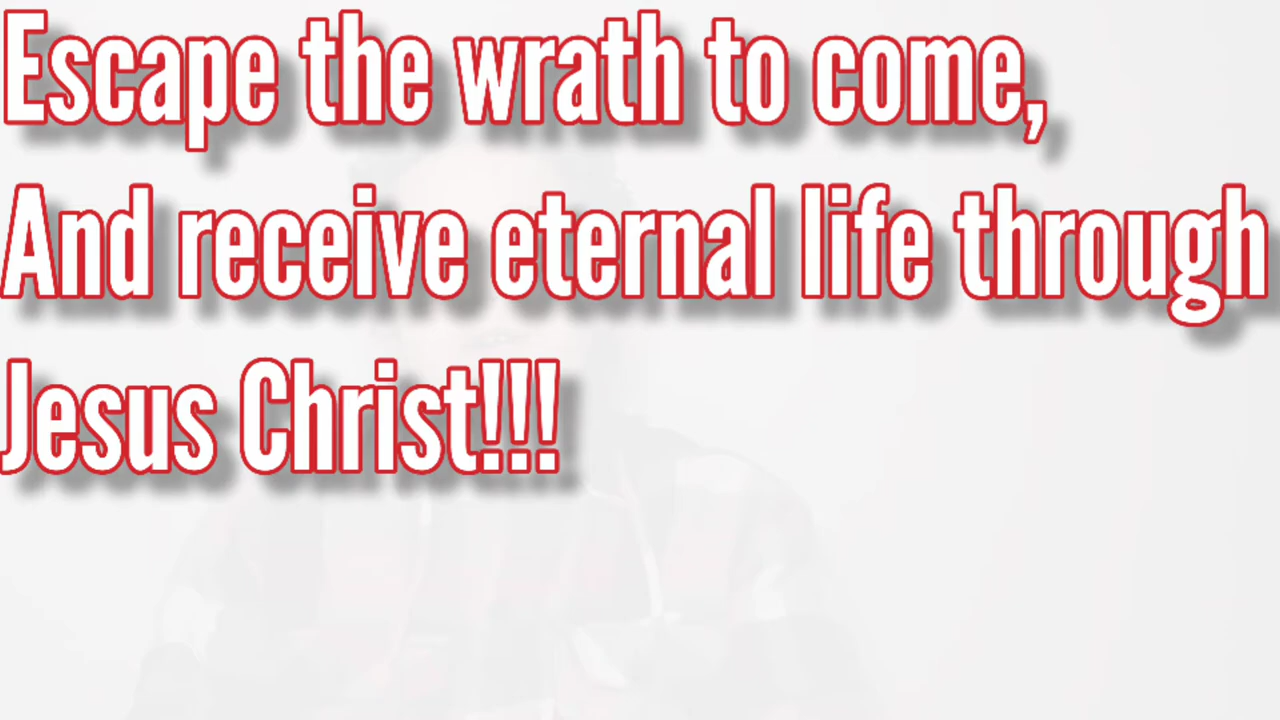 Escape the wrath to come,
And receive eternal life through
Jesus Christ!!!